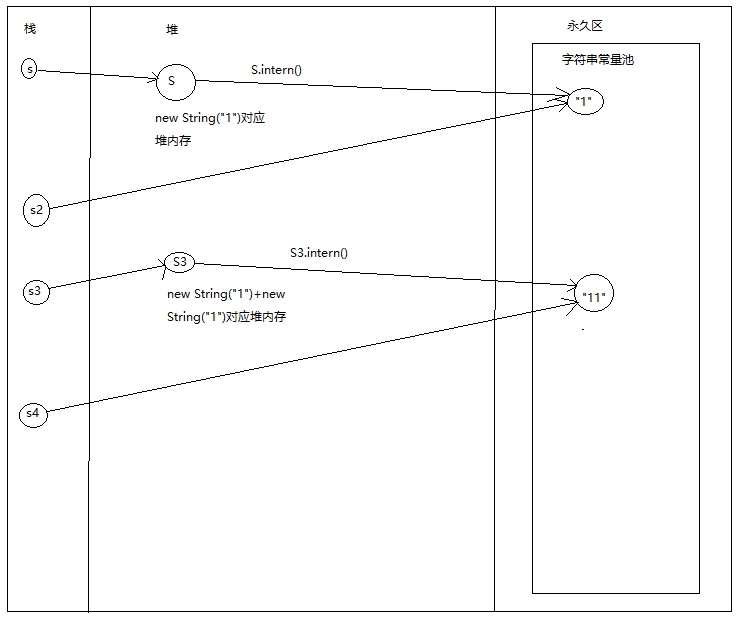 栈
堆
永久区
字符串常量池
s
S
S.intern()
"1"
new String("1")对应
堆内存
s2
s3
S3
S3.intern()
"11"
new String("1")+new
String("1")对应堆内存
s4